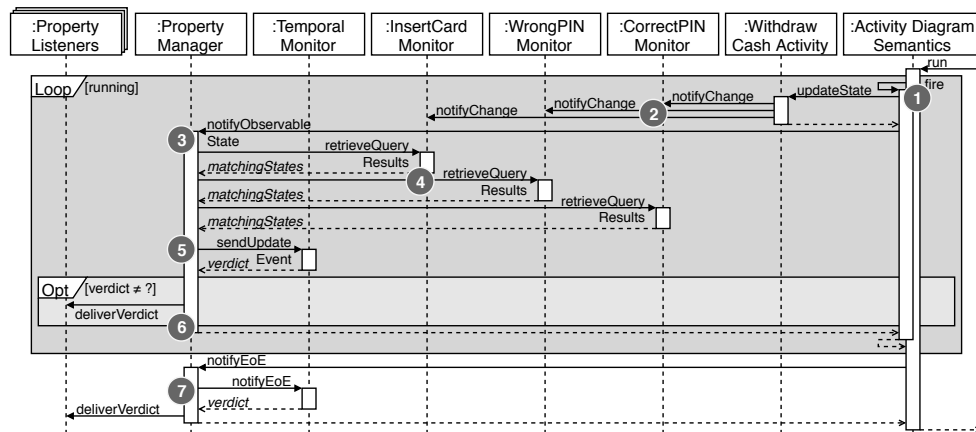 :Property Listeners
:Property Manager
:Temporal Monitor
:InsertCard Monitor
:WrongPIN Monitor
:CorrectPIN Monitor
:Withdraw Cash Activity
:Activity Diagram Semantics
run
Loop [running]
fire
updateState
1
notifyChange
notifyChange
notifyChange
2
notifyObservable State
3
retrieveQuery Results
matchingStates
4
retrieveQuery Results
matchingStates
retrieveQuery Results
matchingStates
5
sendUpdate Event
verdict
Opt [verdict ≠ ?]
deliverVerdict
6
notifyEoE
7
notifyEoE
verdict
deliverVerdict